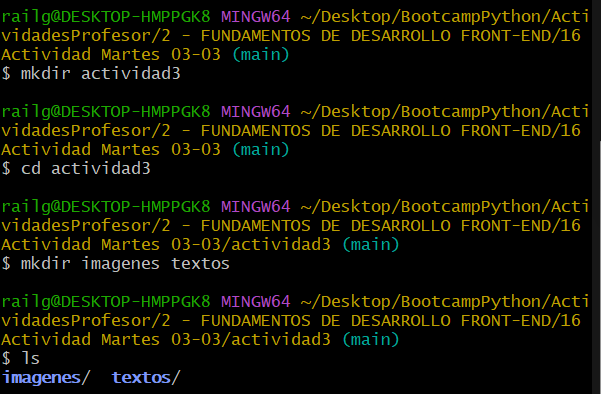 railg@DESKTOP-HMPPGK8 MINGW64 ~/Desktop/BootcampPython/Acti
vidadesProfesor/2 - FUNDAMENTOS DE DESARROLLO FRONT-END/16
Actividad Martes 03-03 (main)
$ mkdir actividad3
railg@DESKTOP-HMPPGK8 MINGW64 ~/Desktop/BootcampPython/Acti
vidadesProfesor/2 - FUNDAMENTOS DE DESARROLLO FRONT-END/16
Actividad Martes 03-03 (main)
$ cd actividad3
railg@DESKTOP-HMPPGK8 MINGW64 ~/Desktop/BootcampPython/Acti
vidadesProfesor/2 - FUNDAMENTOS DE DESARROLLO FRONT-END/16
Actividad Martes 03-03/actividad3 (main)
$ mkdir imagenes textos
railg@DESKTOP-HMPPGK8 MINGW64 ~/Desktop/BootcampPython/Acti
vidadesProfesor/2 - FUNDAMENTOS DE DESARROLLO FRONT-END/16
Actividad Martes 03-03/actividad3 (main)
$ ls
imagenes/  textos/